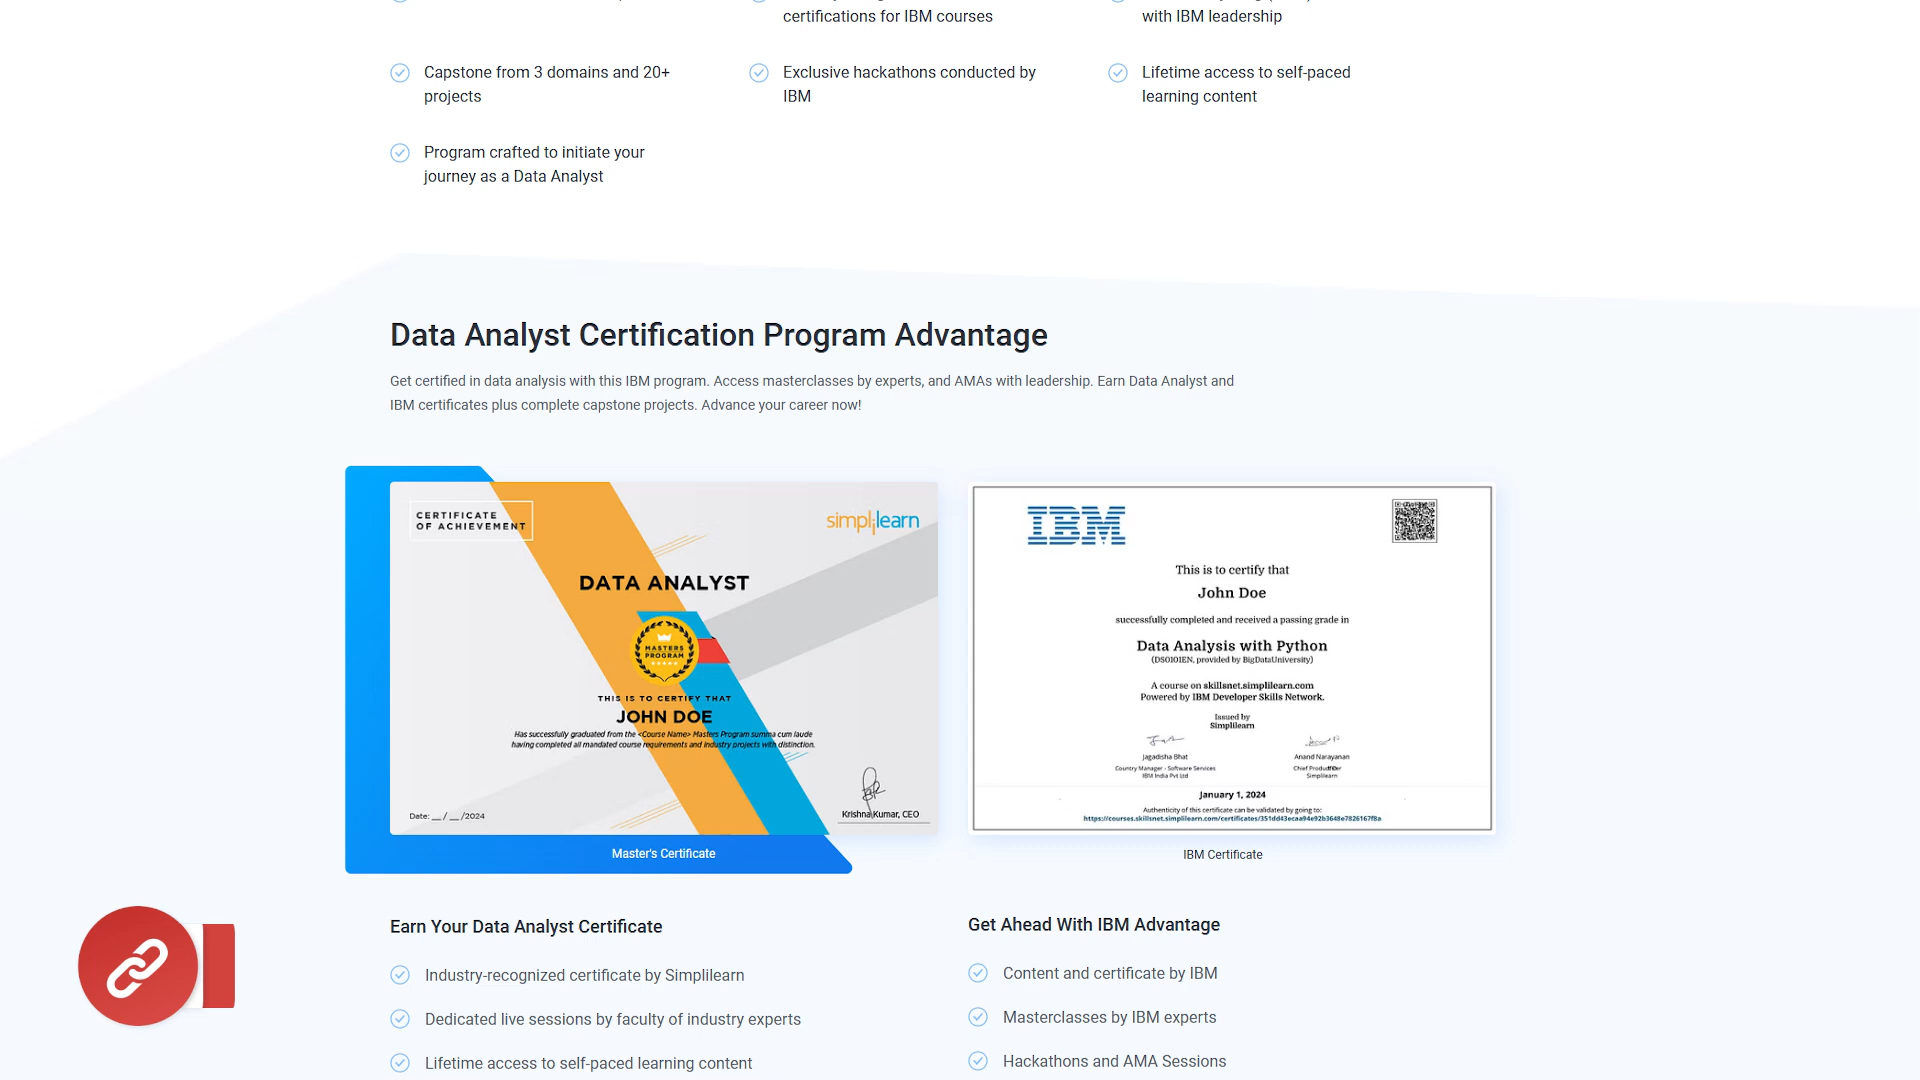 certifications for IBM courses
with IBM leadership
Capstone from 3 domains and 20+
projects
Exclusive hackathons conducted by
IBM
Lifetime access to self-paced
learning content
Program crafted to initiate your
journey as a Data Analyst
Data Analyst Certification Program Advantage
Get certified in data analysis with this IBM program. Access masterclasses by experts, and AMAs with leadership. Earn Data Analyst and
IBM certificates plus complete capstone projects. Advance your career now!
CERTIFICATE
OF ACHIEVEMENT
simplilearn
DATA ANALYST
MASTERS
PROGRAM
THIS IS TO CERTIFY THAT
JOHN DOE
Has successfully graduated from the <Course Name> Masters Program summa cum laude
having completed all mandated course requirements and industry projects with distinction.
Date: __ / __ /2024
Krishna Kumar, CEO
Master's Certificate
IBM
This is to certify that
John Doe
successfully completed and received a passing grade in
Data Analysis with Python
(DS0101EN, provided by BigDataUniversity)
A course on skillsnet.simplilearn.com
Powered by IBM Developer Skills Network.
Issued by
Simplilearn
Jagadisha Bhat
Country Manager - Software Services
IBM India Pvt Ltd
Anand Narayanan
Simplilearn
January 1, 2024
Authenticity of this certificate can be validated by going to:
IBM Certificate
Earn Your Data Analyst Certificate
Industry-recognized certificate by Simplilearn
Dedicated live sessions by faculty of industry experts
Lifetime access to self-paced learning content
Get Ahead With IBM Advantage
Content and certificate by IBM
Masterclasses by IBM experts
Hackathons and AMA Sessions